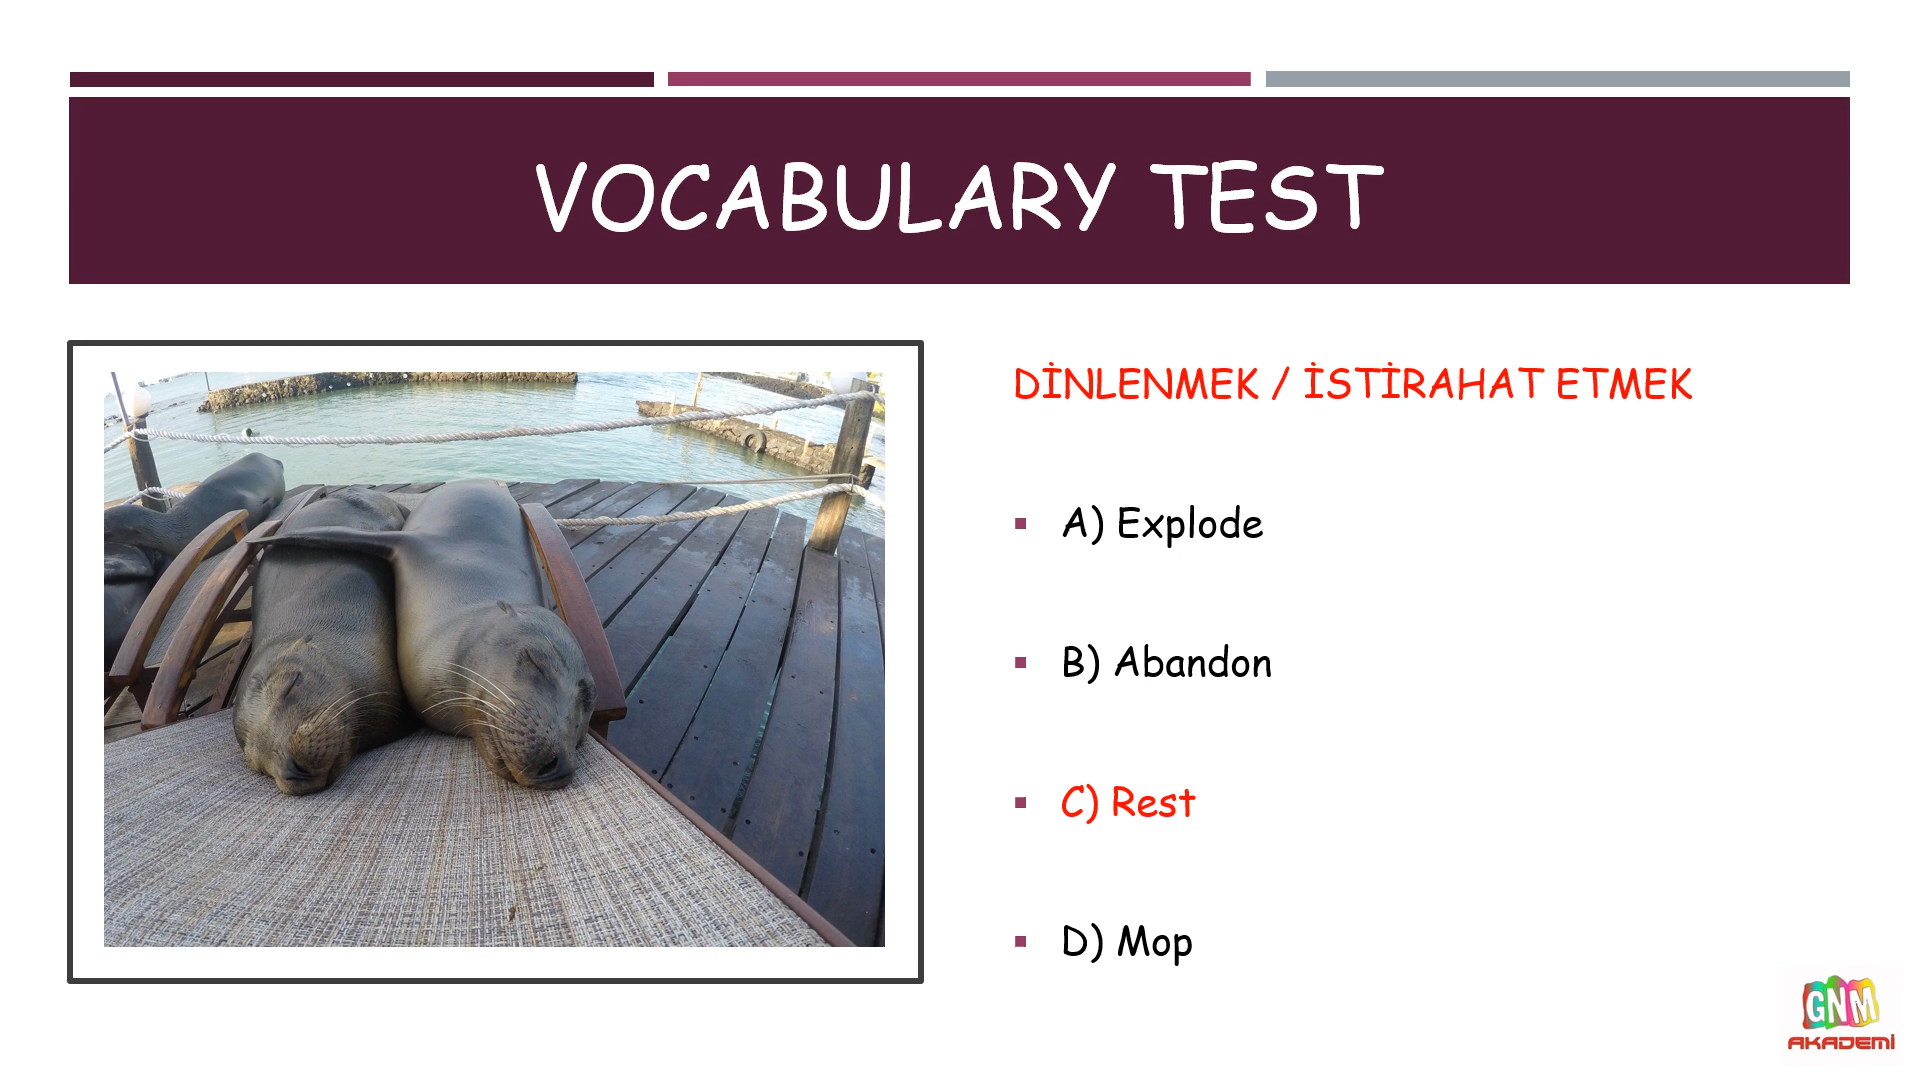 VOCABULARY TEST
DİNLENMEK / İSTİRAHAT ETMEK
A) Explode
B) Abandon
C) Rest
D) Mop
GNM
AKADEMİ